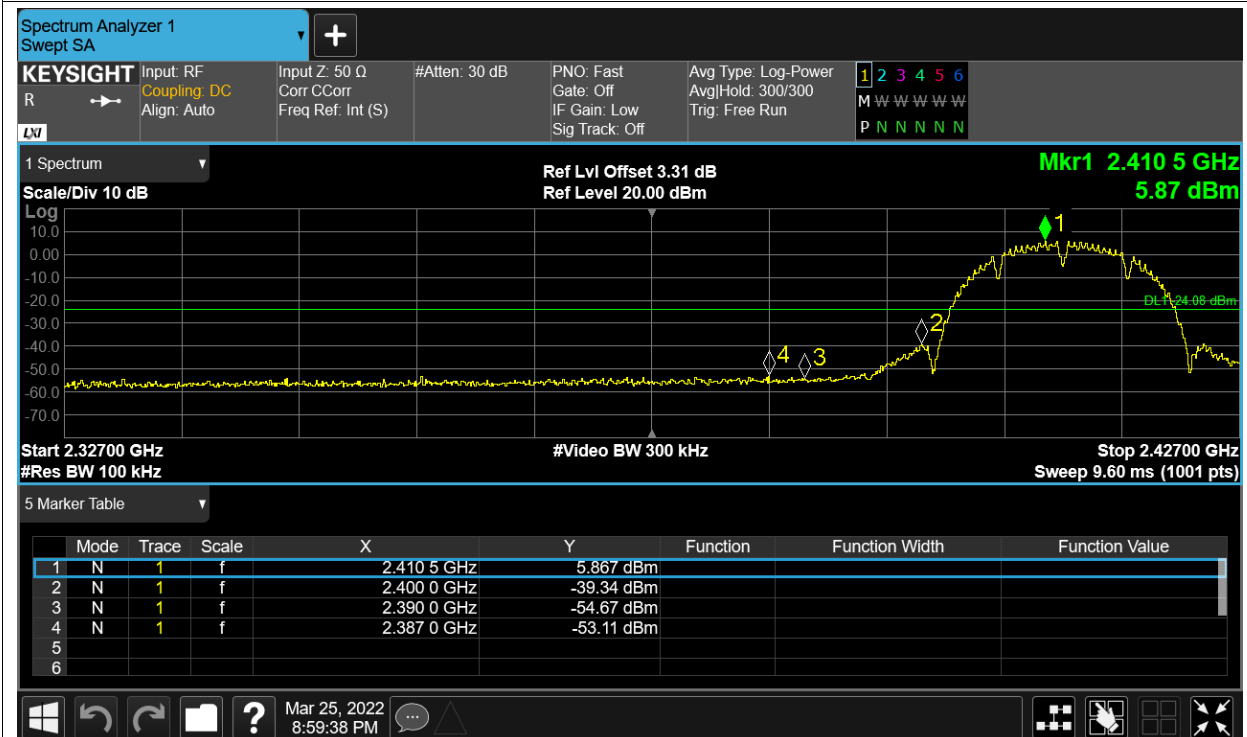 Spectrum Analyzer 1
Swept SA
+
KEYSIGHT
R
LXI
Input: RF
Coupling: DC
Align: Auto
Input Z: 50 Ω
Corr CCorr
Freq Ref: Int (S)
#Atten: 30 dB
PNO: Fast
Gate: Off
IF Gain: Low
Sig Track: Off
Avg Type: Log-Power
Avg|Hold: 300/300
Trig: Free Run
1 2 3 4 5 6
M W W W W W
P N N N N N
1 Spectrum
Scale/Div 10 dB
Ref Lvl Offset 3.31 dB
Ref Level 20.00 dBm
Mkr1 2.410 5 GHz
5.87 dBm
Log
10.0
0.00
-10.0
-20.0
-30.0
-40.0
-50.0
-60.0
-70.0
1
2
4
3
DL1 -24.08 dBm
Start 2.32700 GHz
#Res BW 100 kHz
#Video BW 300 kHz
Stop 2.42700 GHz
Sweep 9.60 ms (1001 pts)
5 Marker Table
Mode Trace Scale X Y Function Function Width Function Value
1 N 1 f 2.410 5 GHz 5.867 dBm
2 N 1 f 2.400 0 GHz -39.34 dBm
3 N 1 f 2.390 0 GHz -54.67 dBm
4 N 1 f 2.387 0 GHz -53.11 dBm
5
6
?
Mar 25, 2022
8:59:38 PM